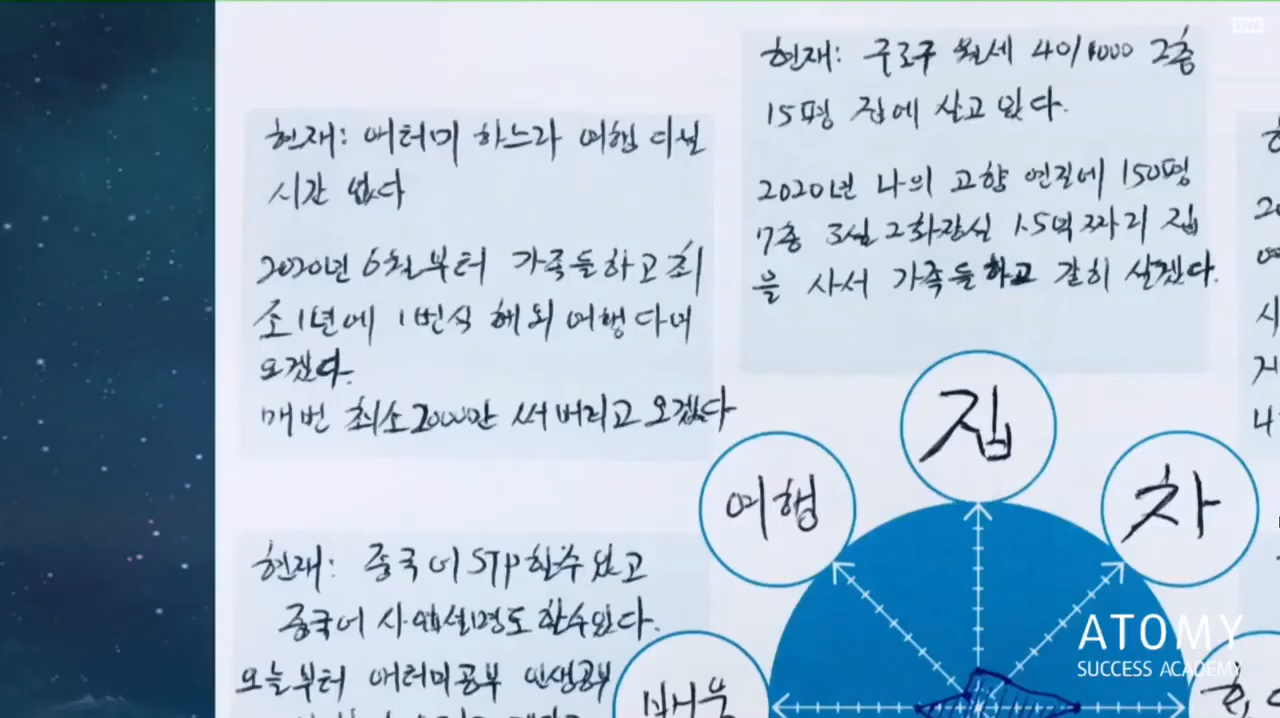 LIVE
현재: 구로구 월세 40/1000 2층
15평 집에 살고 있다.
2020년 나의 고향 연길에 150평
7층 3실 2화장실 1.5억짜리 집
을 사서 가족들하고 같히 살겠다.
현재: 애터미 하느라 여행 다닐
시간 없다
2020년 6월부터 가족들하고 최
소 1년에 1번식 해외 여행 다녀
오겠다.
매번 최소 2000만 써버리고 오겠다
집
여행
차
현재: 중국어 STP 할수 있고
중국어 사업설명도 할수있다.
오늘부터 애터미공부 인생공부
ATOMY
SUCCESS ACADEMY